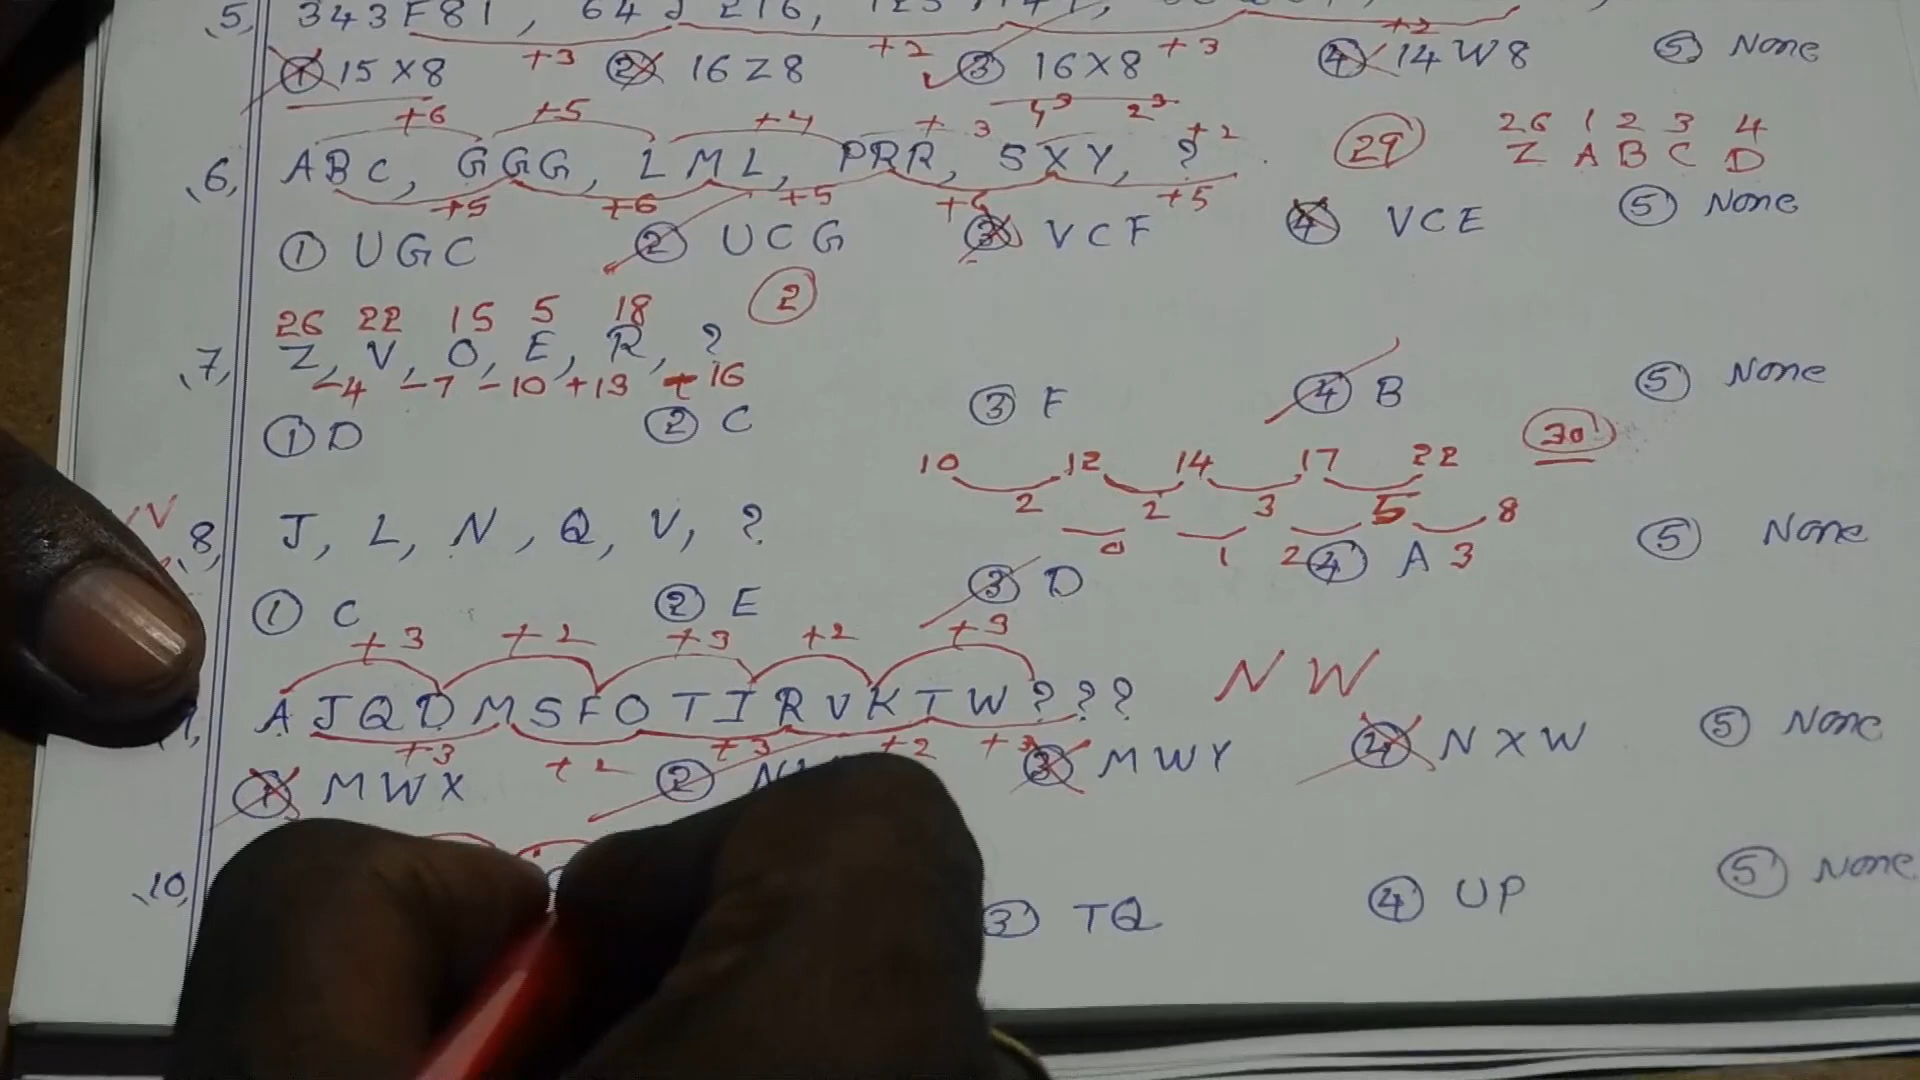 5, 343F81, 64
+3 +2 +3 +2
① 15X8 ② 16Z8 ③ 16X8 ④ 14W8 ⑤ None
+6 +5 +4 +3 4³ 2³ +2 26 1 2 3 4
6, ABC, GGG, LML, PRR, SXY, ? 29 Z A B C D
+5 +6 +5 +6 +5
① UGC ② UCG ③ VCF ④ VCE ⑤ None
26 22 15 5 18 2
7, Z, V, O, E, R, ?
-4 -7 -10 +13 +16
① D ② C ③ F ④ B ⑤ None
10 12 14 17 22 30
2 2 3 5 8
8, J, L, N, Q, V, ?
0 1 2 3
① C ② E ③ D ④ A ⑤ None
+3 +2 +3 +2 +3
AJQDMSFOTIRVKTW??? NW
+3 +2 +3 +2 +3
① MWX ② ③ MWY ④ NXW ⑤ None
10, ③ TQ ④ UP ⑤ None